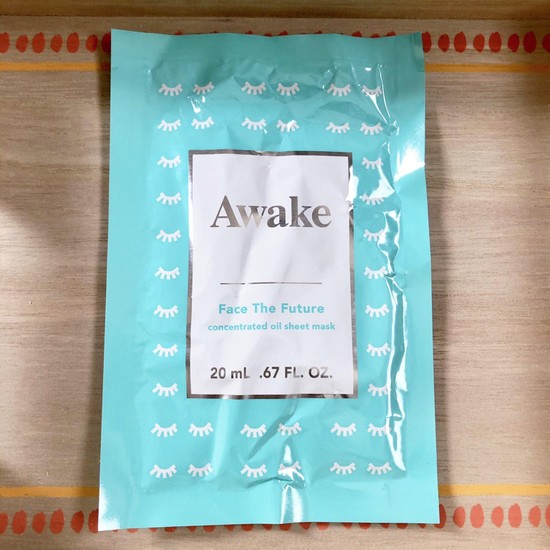 Awake
Face The Future
concentrated oil sheet mask
20 mL .67 FL. OZ.